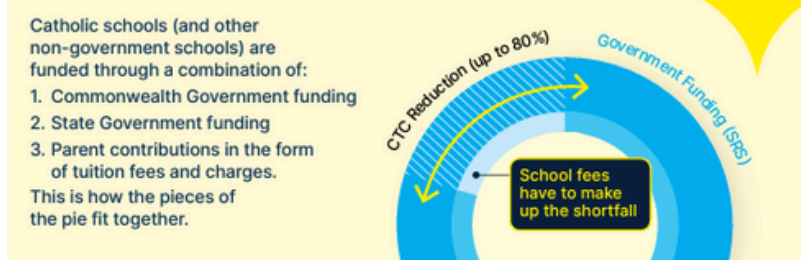 Catholic schools (and other
non-government schools) are
funded through a combination of:
1. Commonwealth Government funding
2. State Government funding
3. Parent contributions in the form
of tuition fees and charges.
This is how the pieces of
the pie fit together.
CTC Reduction (up to 80%)
Government Funding (SRS)
School fees
have to make
up the shortfall